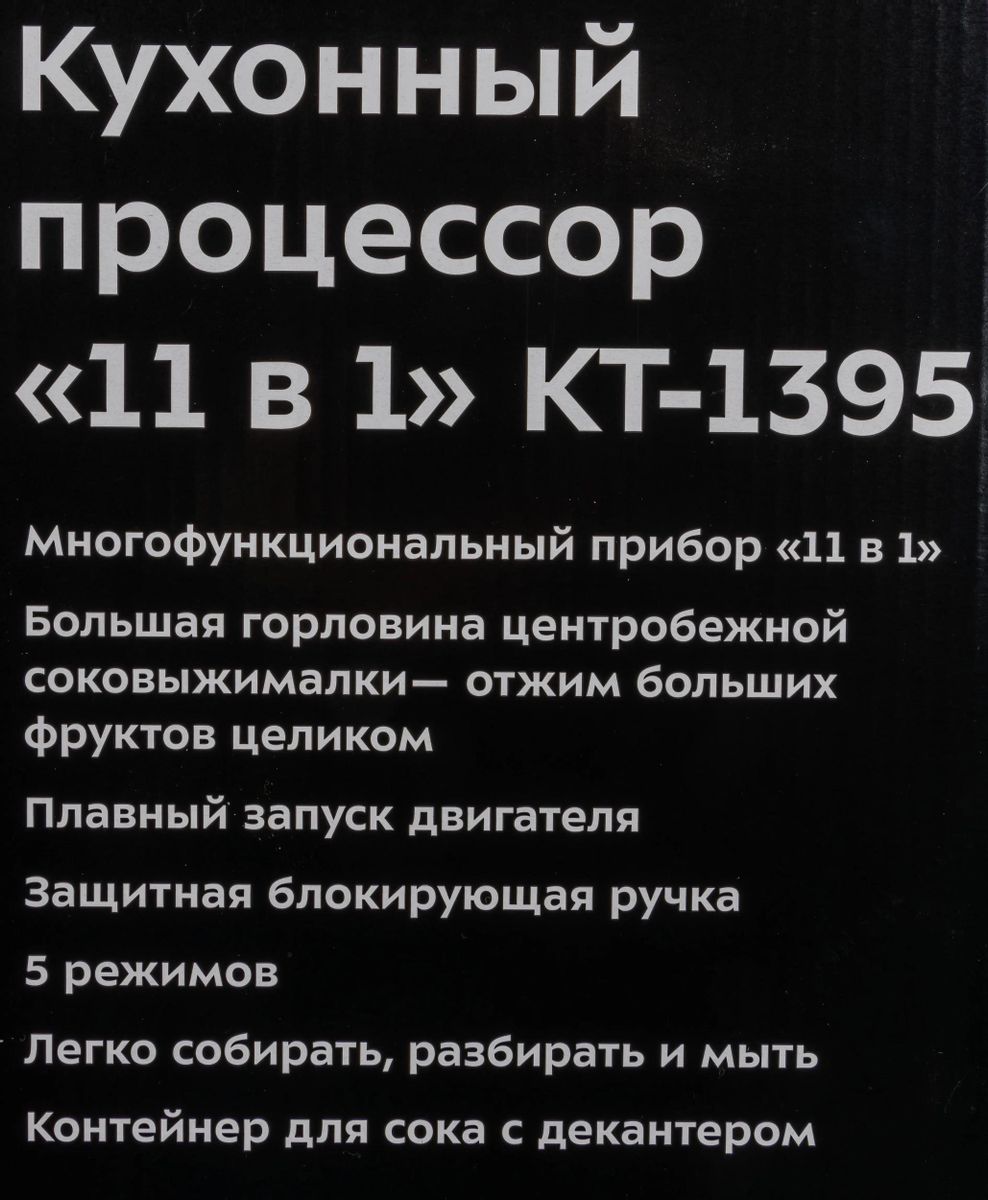 Кухонный
процессор
«11 в 1» КТ-1395
Многофункциональный прибор «11 в 1»
Большая горловина центробежной
соковыжималки— отжим больших
фруктов целиком
Плавный запуск двигателя
Защитная блокирующая ручка
5 режимов
Легко собирать, разбирать и мыть
Контейнер для сока с декантером